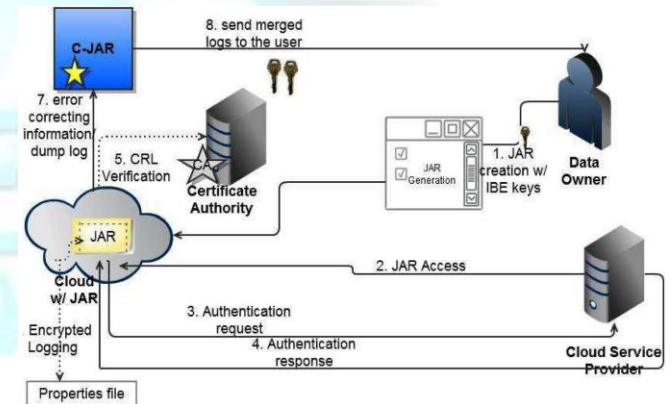 8. send merged
logs to the user
C-JAR
7. error
correcting
information/
dump log
5. CRL
Verification
CA
Certificate
Authority
JAR
Generation
1. JAR
creation w/
IBE keys
Data
Owner
JAR
Cloud
w/ JAR
2. JAR Access
3. Authentication
request
4. Authentication
response
Cloud Service
Provider
Encrypted
Logging
Properties file